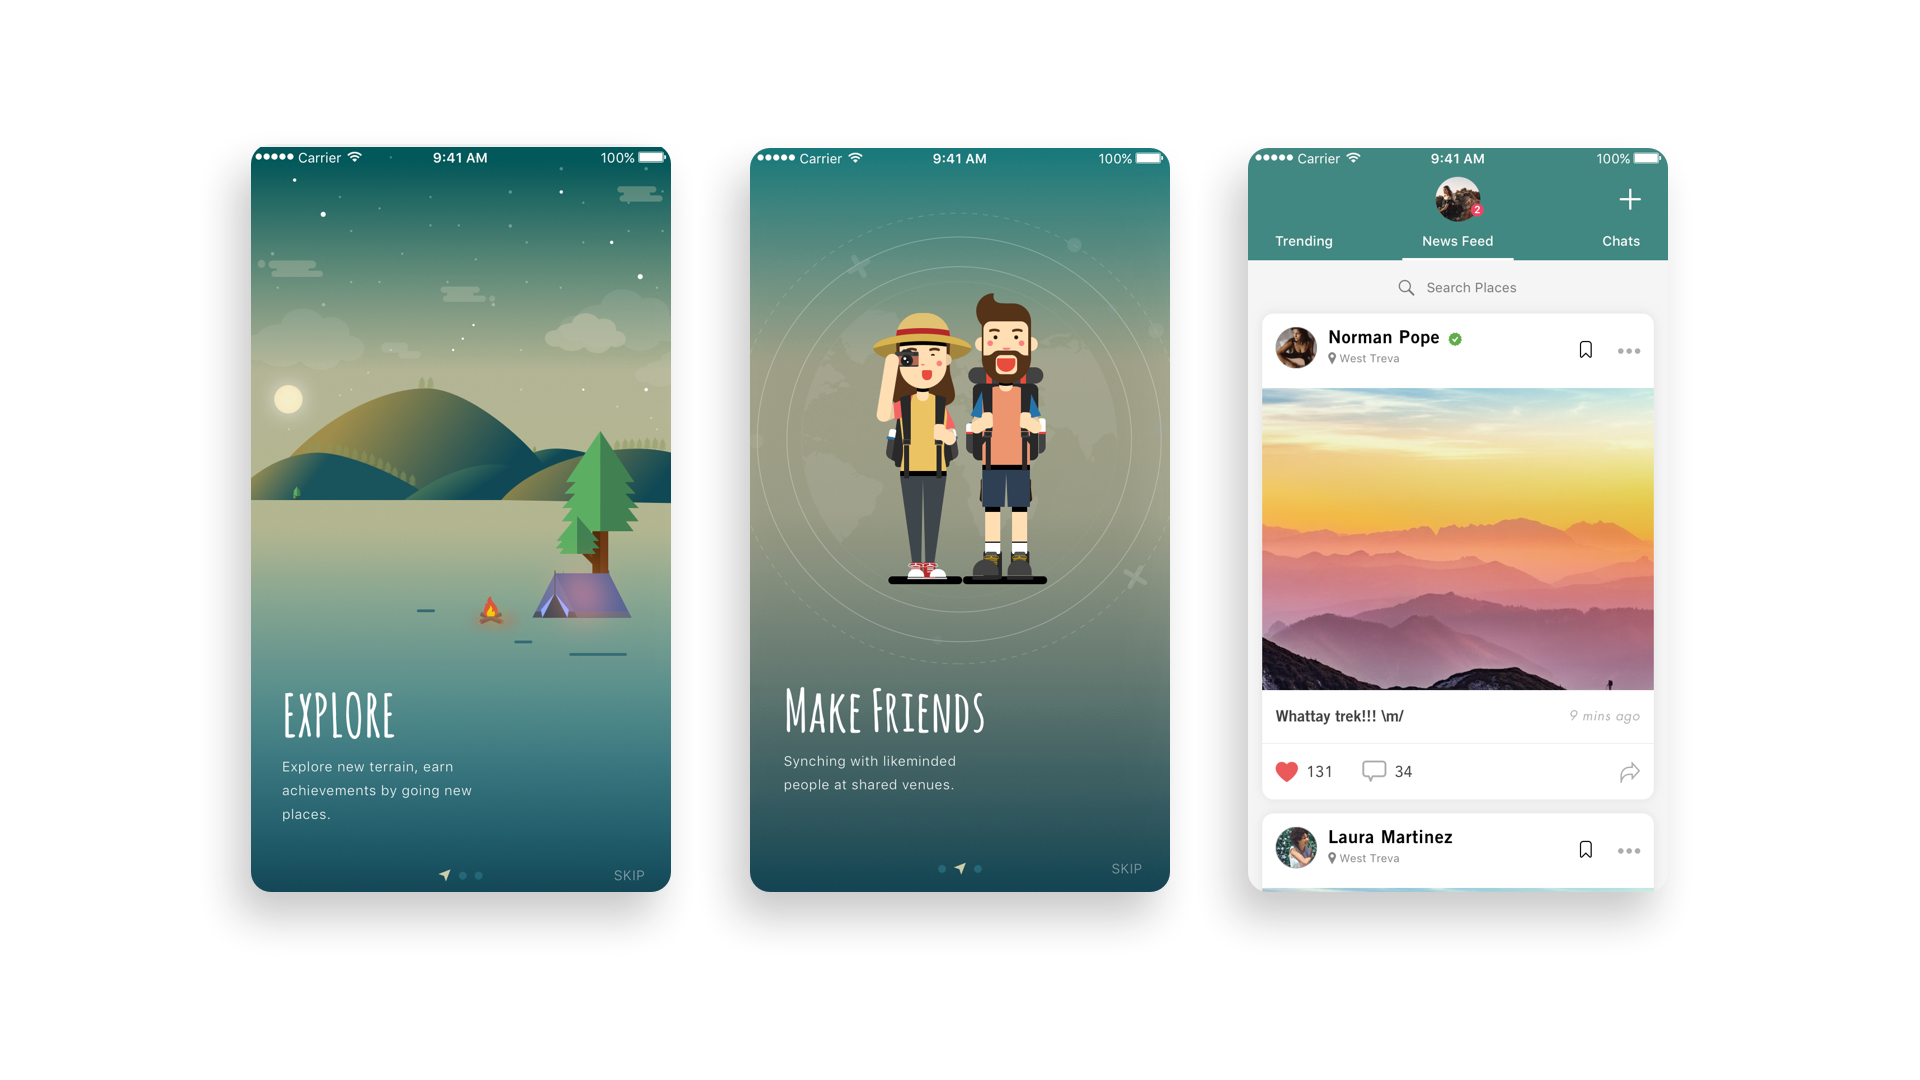 Carrier 9:41 AM 100%
EXPLORE
Explore new terrain, earn
achievements by going new
places.
SKIP
Carrier 9:41 AM 100%
MAKE FRIENDS
Synching with likeminded
people at shared venues.
SKIP
Carrier 9:41 AM 100%
2
Trending News Feed Chats
Search Places
Norman Pope
West Treva
Whattay trek!!! \m/ 9 mins ago
131 34
Laura Martinez
West Treva